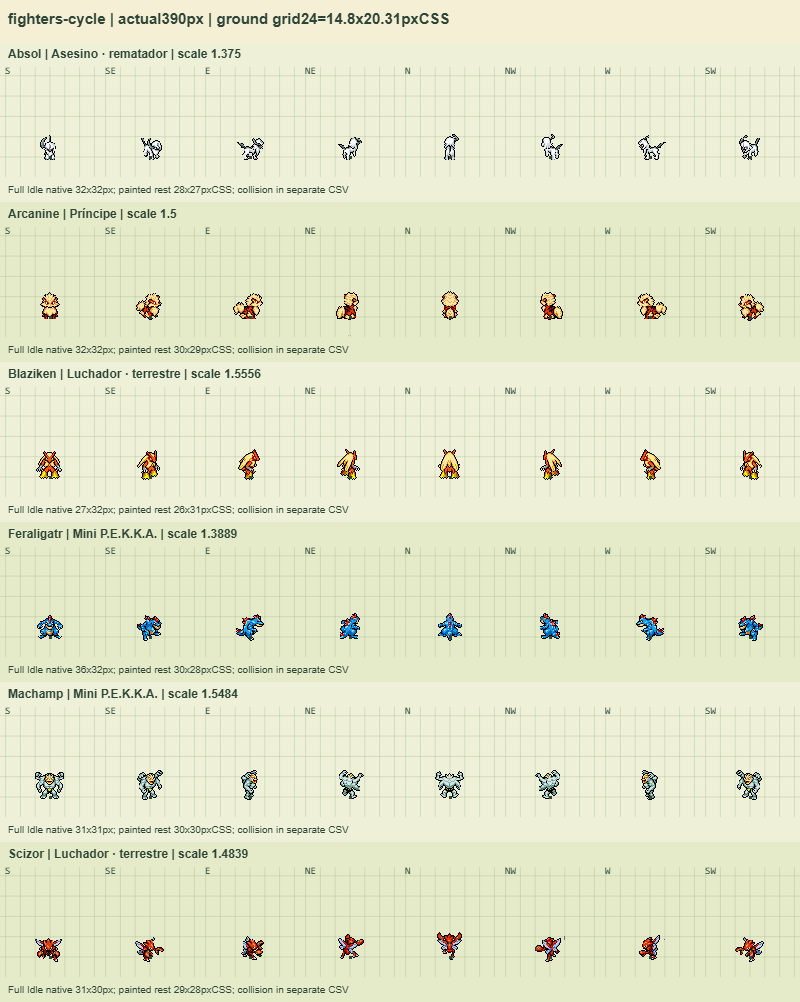 fighters-cycle | actual390px | ground grid24=14.8x20.31pxCSS
Absol | Asesino · rematador | scale 1.375
S SE E NE N NW W SW
Full Idle native 32x32px; painted rest 28x27pxCSS; collision in separate CSV
Arcanine | Príncipe | scale 1.5
S SE E NE N NW W SW
Full Idle native 32x32px; painted rest 30x29pxCSS; collision in separate CSV
Blaziken | Luchador · terrestre | scale 1.5556
S SE E NE N NW W SW
Full Idle native 27x32px; painted rest 26x31pxCSS; collision in separate CSV
Feraligatr | Mini P.E.K.K.A. | scale 1.3889
S SE E NE N NW W SW
Full Idle native 36x32px; painted rest 30x28pxCSS; collision in separate CSV
Machamp | Mini P.E.K.K.A. | scale 1.5484
S SE E NE N NW W SW
Full Idle native 31x31px; painted rest 30x30pxCSS; collision in separate CSV
Scizor | Luchador · terrestre | scale 1.4839
S SE E NE N NW W SW
Full Idle native 31x30px; painted rest 29x28pxCSS; collision in separate CSV